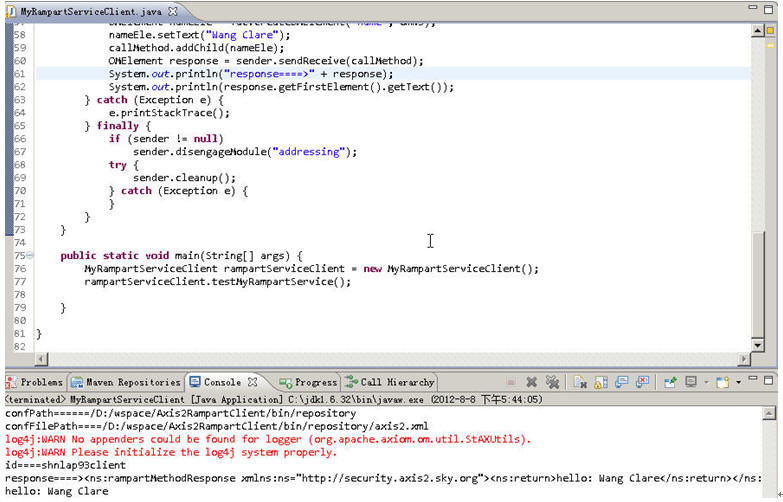 MyRampartServiceClient.java
58 nameEle.setText("Wang Clare");
59 callMethod.addChild(nameEle);
60 OMElement response = sender.sendReceive(callMethod);
61 System.out.println("response====>" + response);
62 System.out.println(response.getFirstElement().getText());
63 } catch (Exception e) {
64 e.printStackTrace();
65 } finally {
66 if (sender != null)
67 sender.disengageModule("addressing");
68 try {
69 sender.cleanup();
70 } catch (Exception e) {
71 }
72 }
73 }
74
75 public static void main(String[] args) {
76 MyRampartServiceClient rampartServiceClient = new MyRampartServiceClient();
77 rampartServiceClient.testMyRampartService();
78
79 }
80
81 }
82
Problems Maven Repositories Console Progress Call Hierarchy
<terminated> MyRampartServiceClient [Java Application] C:\jdk1.6.32\bin\javaw.exe (2012-8-8 下午5:44:05)
confPath======/D:/wspace/Axis2RampartClient/bin/repository
confFilePath====/D:/wspace/Axis2RampartClient/bin/repository/axis2.xml
log4j:WARN No appenders could be found for logger (org.apache.axiom.om.util.StAXUtils).
log4j:WARN Please initialize the log4j system properly.
id====shnlap93client
response====><ns:rampartMethodResponse xmlns:ns="http://security.axis2.sky.org"><ns:return>hello: Wang Clare</ns:return></ns:
hello: Wang Clare